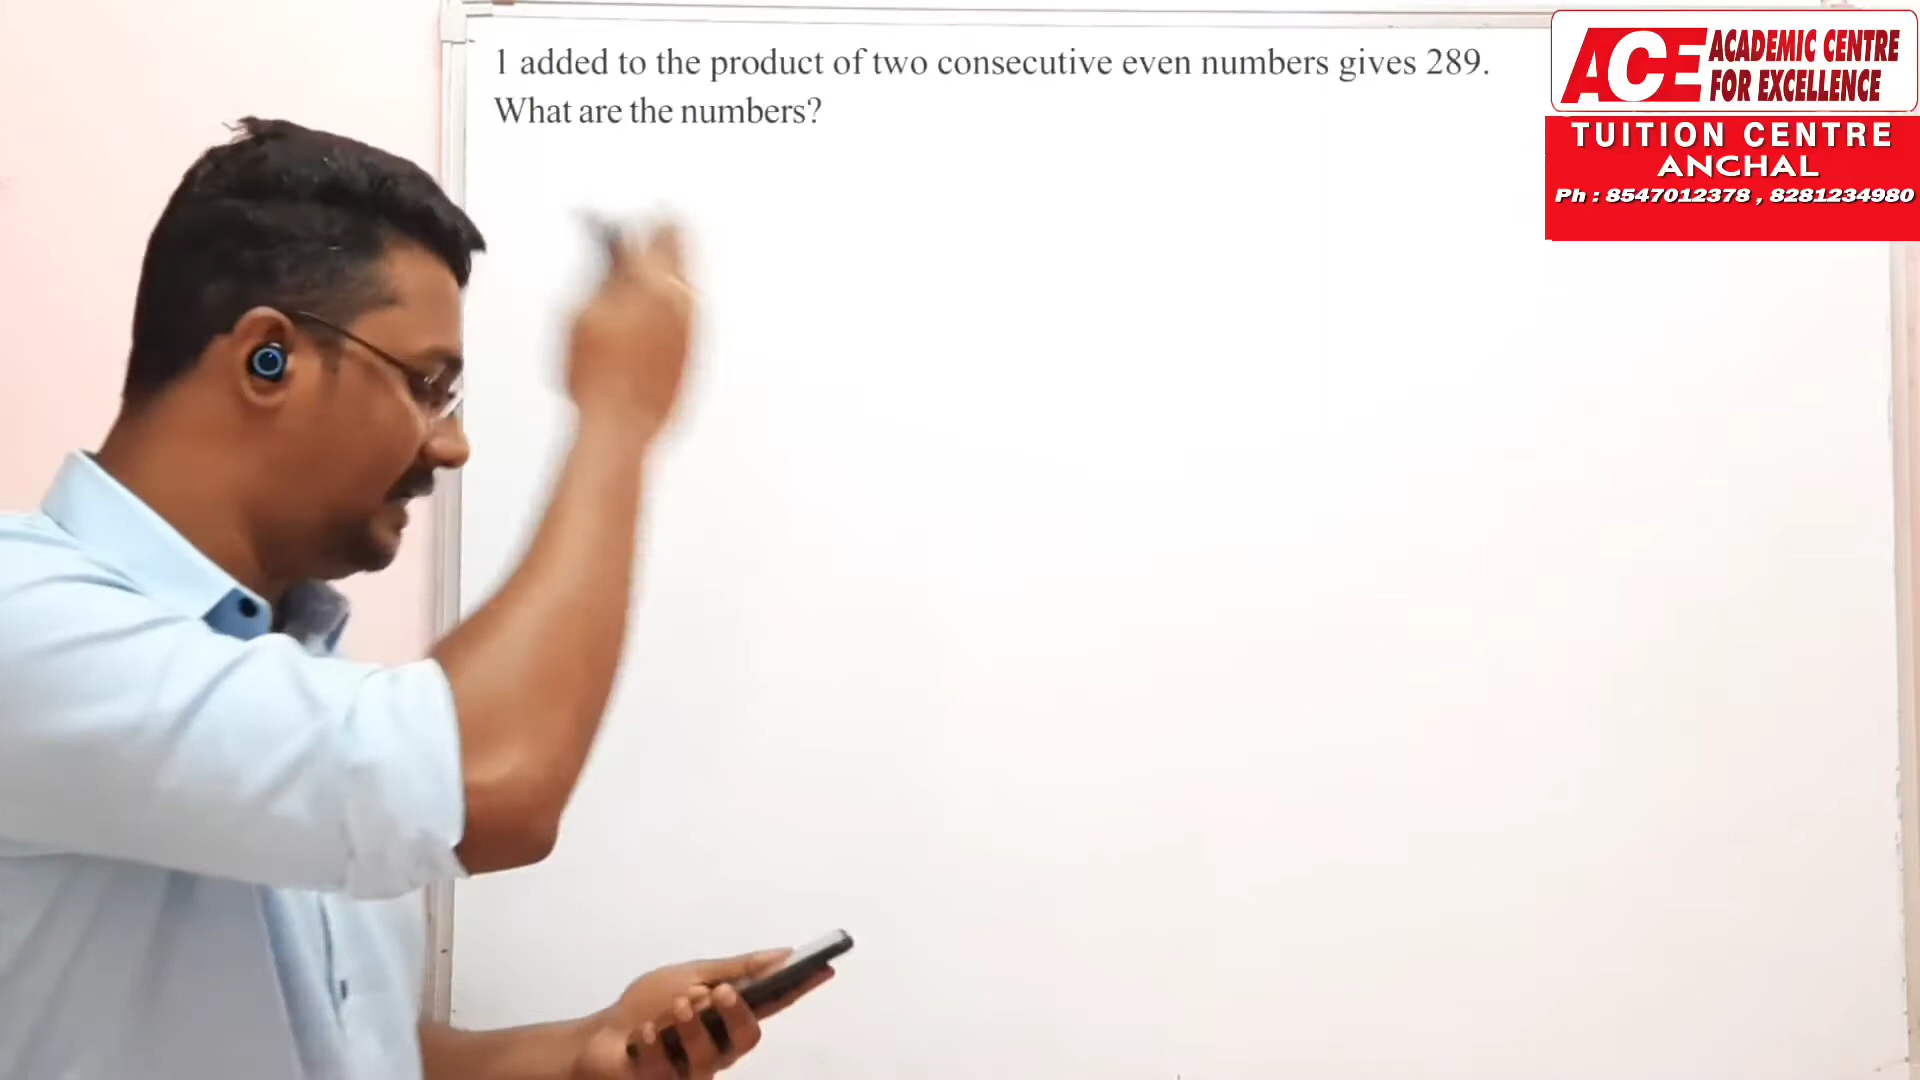 1 added to the product of two consecutive even numbers gives 289.
What are the numbers?
ACE ACADEMIC CENTRE
FOR EXCELLENCE
TUITION CENTRE
ANCHAL
Ph : 8547012378 , 8281234980